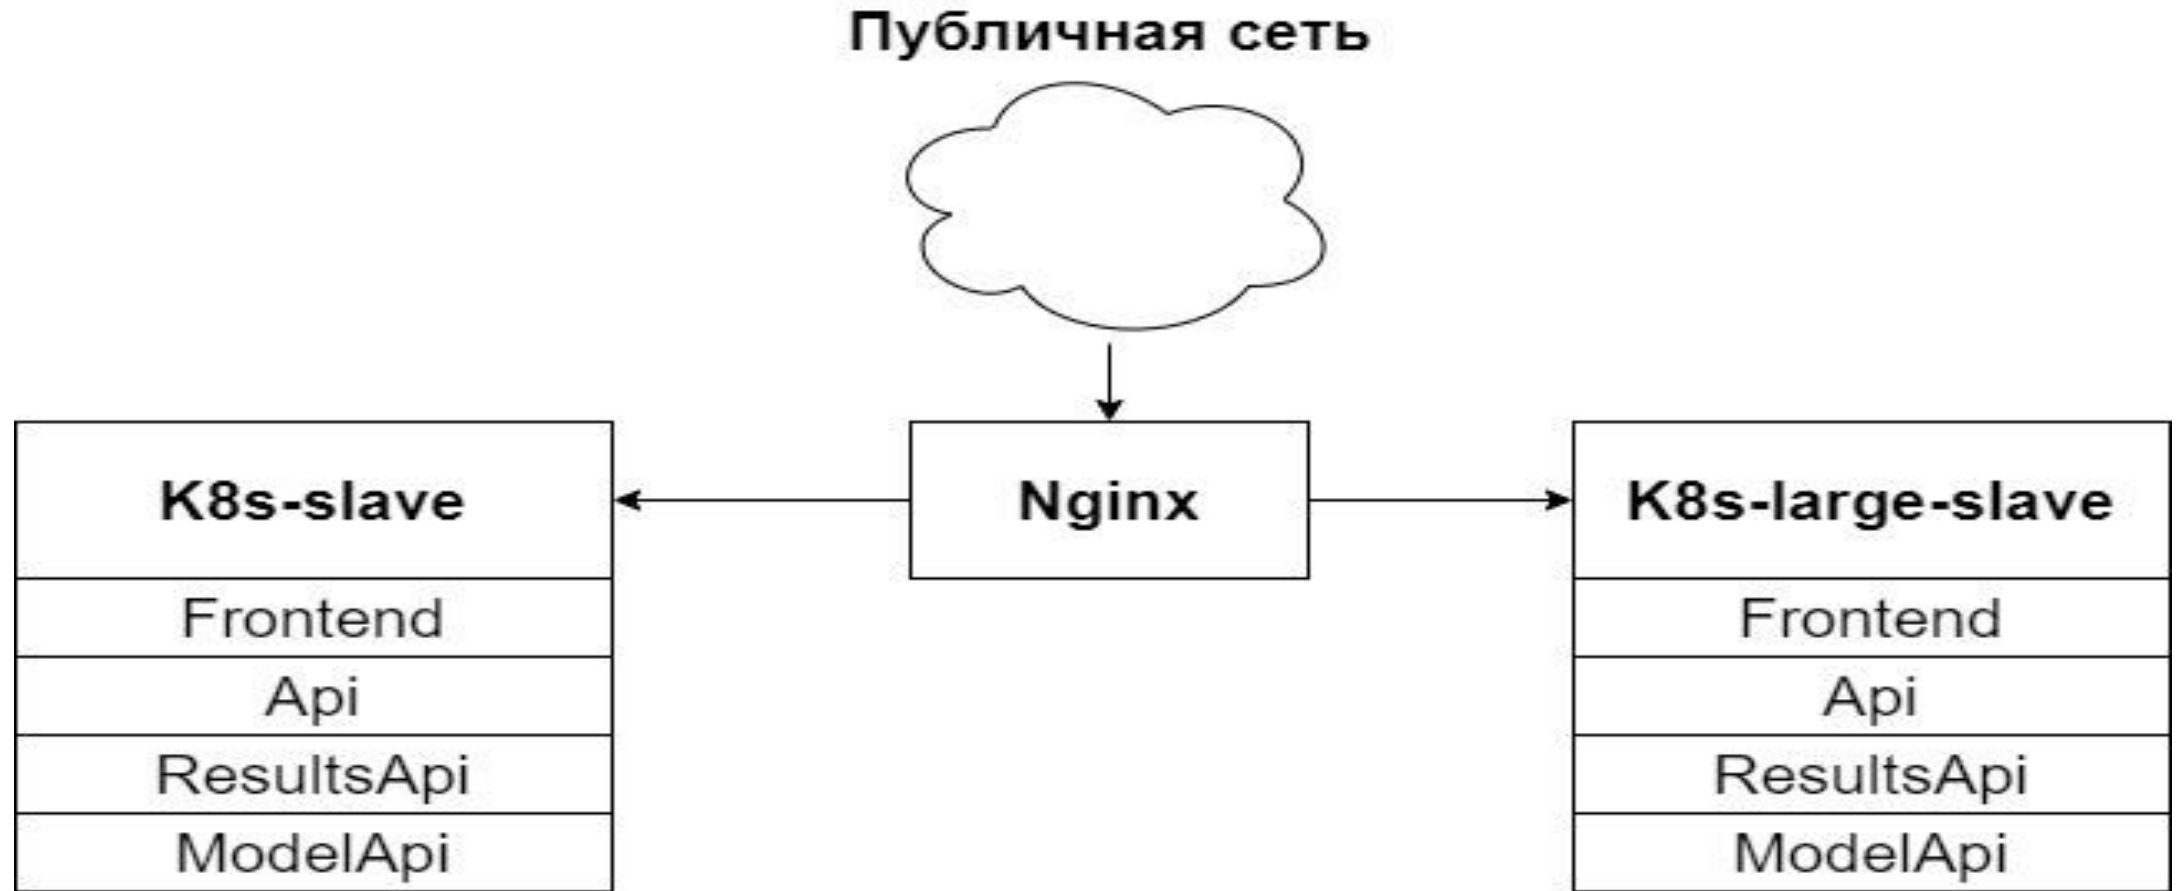 Публичная сеть
K8s-slave
Frontend
Api
ResultsApi
ModelApi
Nginx
K8s-large-slave
Frontend
Api
ResultsApi
ModelApi